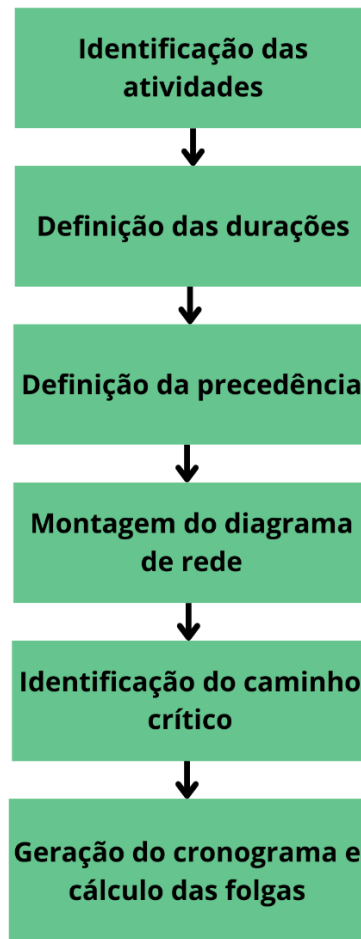 Identificação das
atividades
Definição das durações
Definição da precedência
Montagem do diagrama
de rede
Identificação do caminho
crítico
Geração do cronograma e
cálculo das folgas